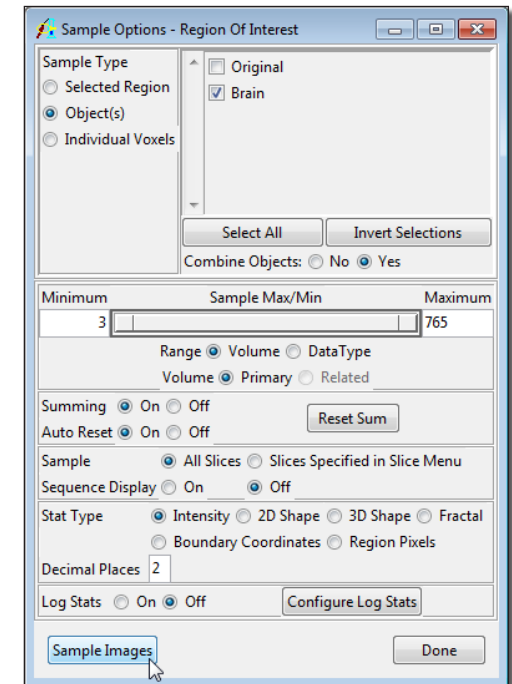 Sample Options - Region Of Interest
Sample Type
Selected Region
Object(s)
Individual Voxels
Original
Brain
Select All Invert Selections
Combine Objects: No Yes
Minimum Sample Max/Min Maximum
3 765
Range Volume DataType
Volume Primary Related
Summing On Off
Auto Reset On Off
Reset Sum
Sample All Slices Slices Specified in Slice Menu
Sequence Display On Off
Stat Type Intensity 2D Shape 3D Shape Fractal
Boundary Coordinates Region Pixels
Decimal Places 2
Log Stats On Off Configure Log Stats
Sample Images Done